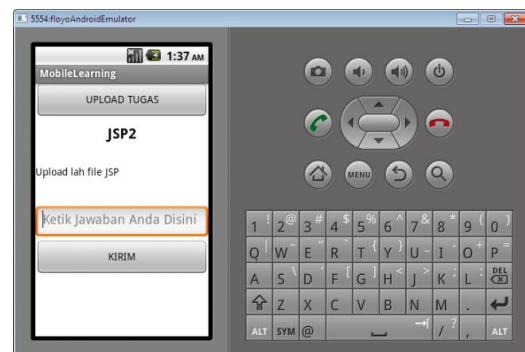 5554:floyoAndroidEmulator
1:37 AM
MobileLearning
UPLOAD TUGAS
JSP2
Upload lah file JSP
Ketik Jawaban Anda Disini
KIRIM
MENU
1 ! 2 @ 3 # 4 $ 5 % 6 ^ 7 & 8 * 9 ( 0 )
Q | W ~ E " R ` T { Y } U - I - O + P =
A S \ D ' F [ G ] H < J > K ; L : DEL
Z X C V B N M .
ALT SYM @ / ? , ALT